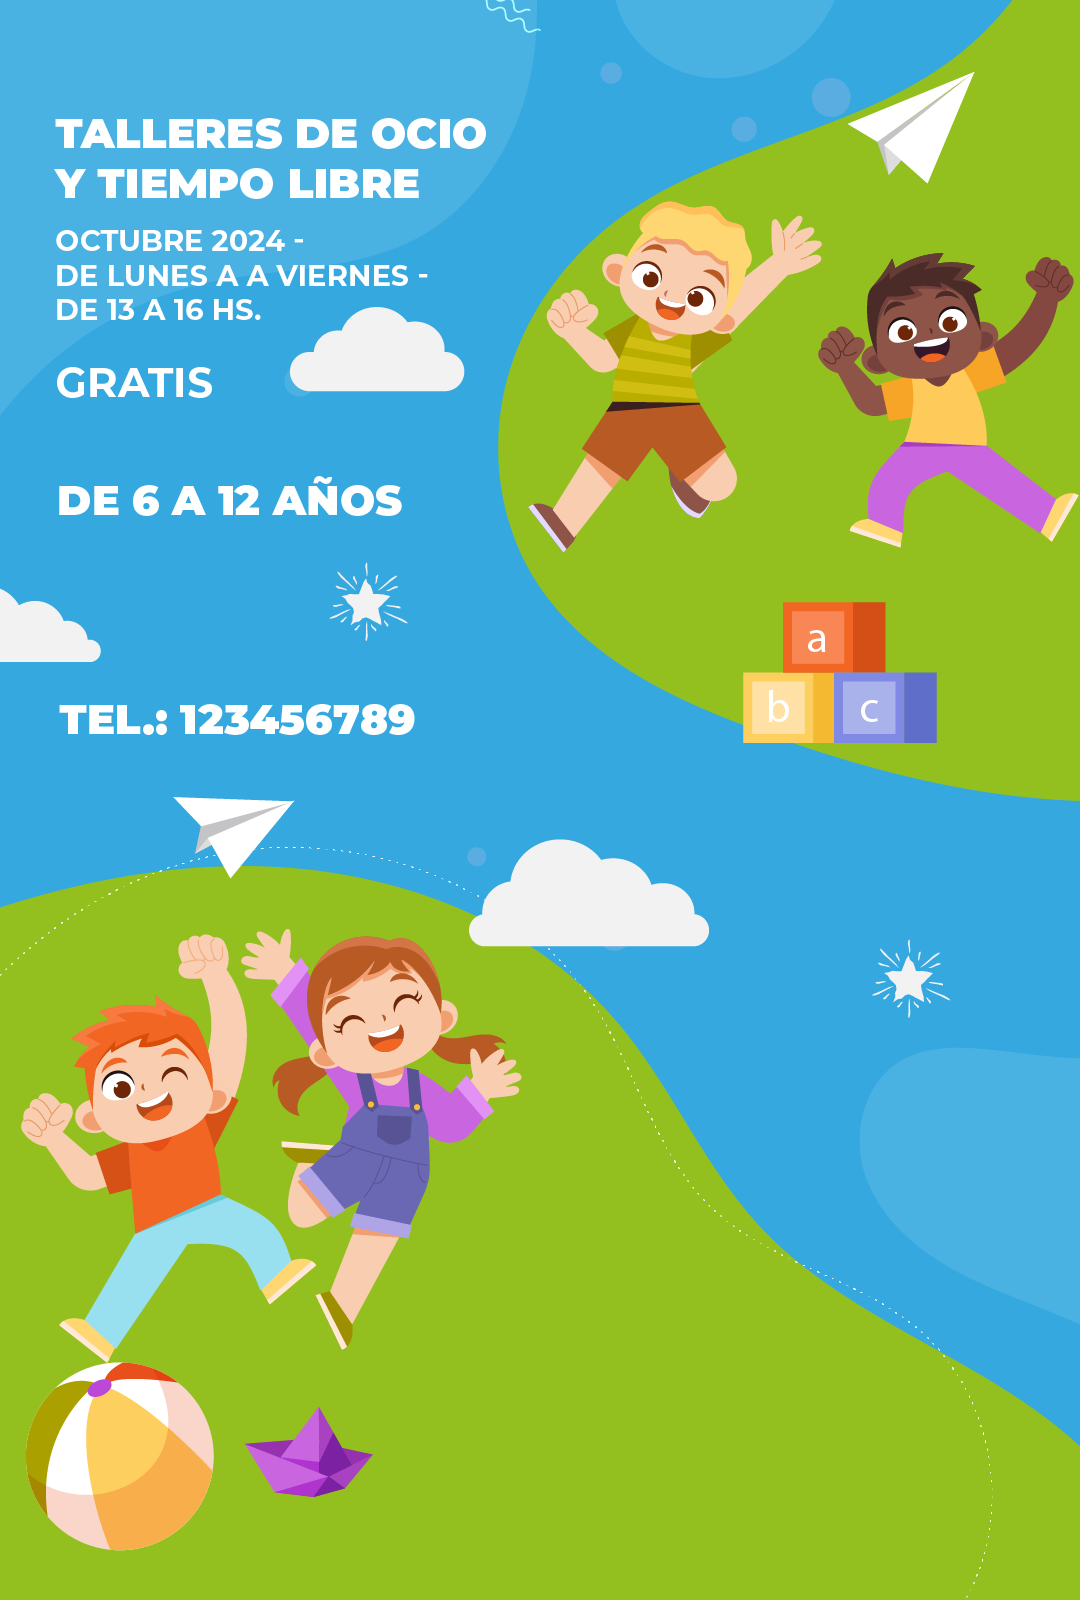 TALLERES DE OCIO
Y TIEMPO LIBRE
OCTUBRE 2024 -
DE LUNES A A VIERNES -
DE 13 A 16 HS.
GRATIS
DE 6 A 12 AÑOS
a
b c
TEL.: 123456789